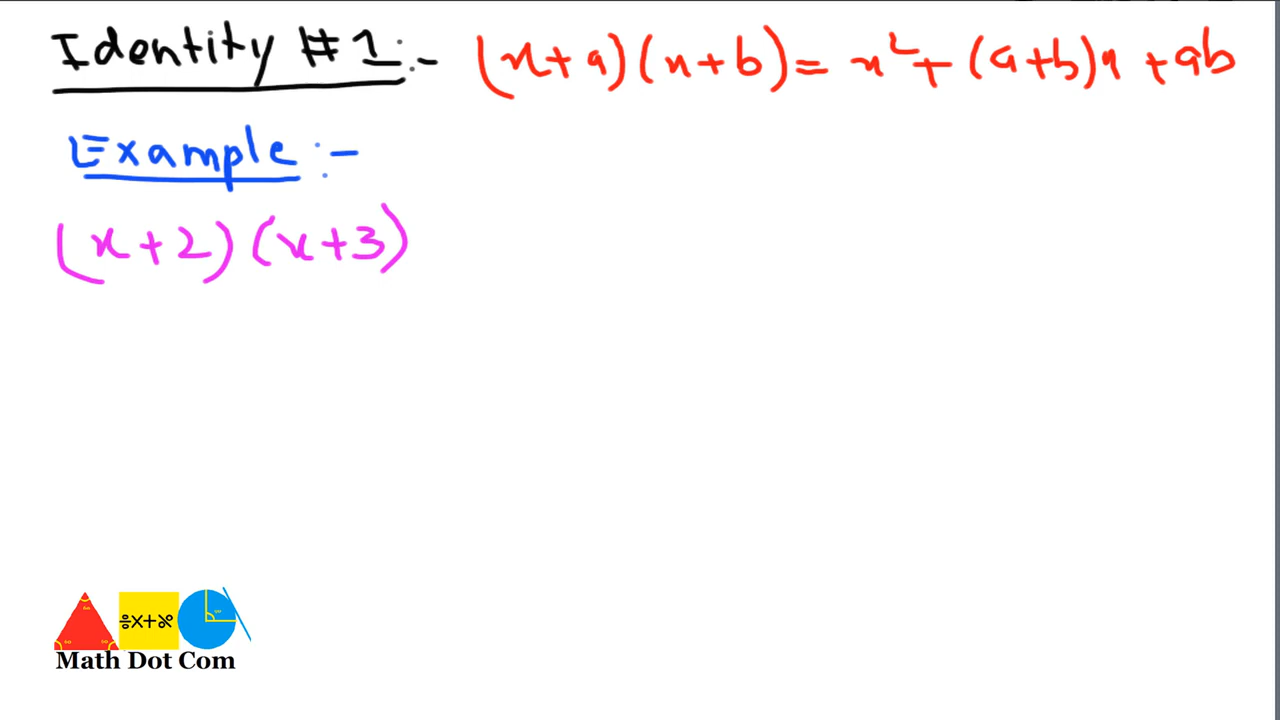 Identity #1:- (x+a)(x+b)= x²+(a+b)x +ab
Example:-
(x+2)(x+3)
÷x+%
Math Dot Com